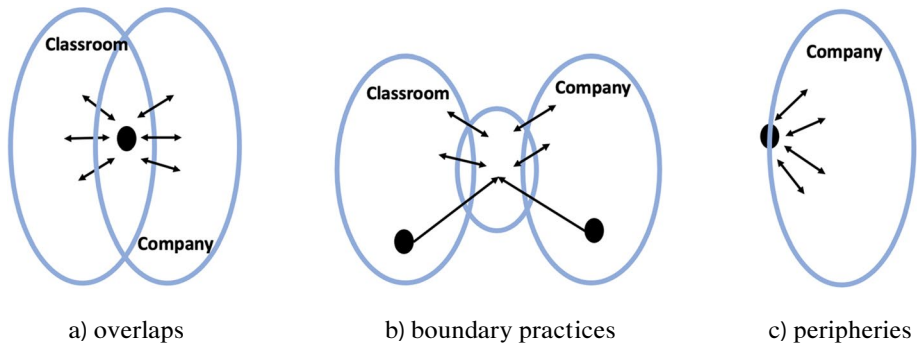 Classroom
Company
a) overlaps
Classroom
Company
b) boundary practices
Company
c) peripheries